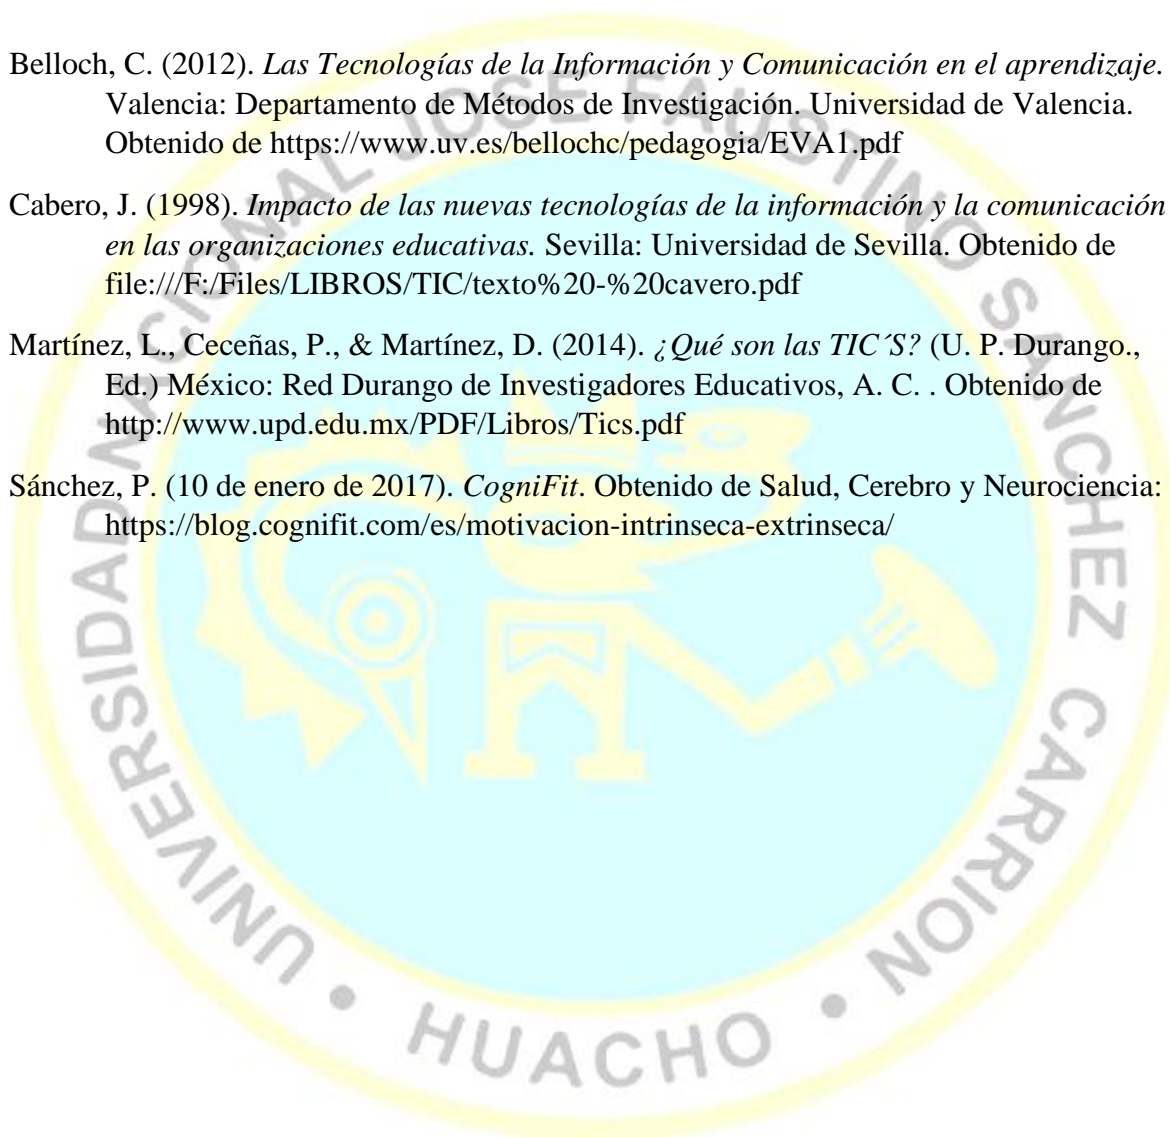 Belloch, C. (2012). Las Tecnologías de la Información y Comunicación en el aprendizaje.
Valencia: Departamento de Métodos de Investigación. Universidad de Valencia.
Obtenido de https://www.uv.es/bellochc/pedagogia/EVA1.pdf
Cabero, J. (1998). Impacto de las nuevas tecnologías de la información y la comunicación
en las organizaciones educativas. Sevilla: Universidad de Sevilla. Obtenido de
file:///F:/Files/LIBROS/TIC/texto%20-%20cavero.pdf
Martínez, L., Ceceñas, P., & Martínez, D. (2014). ¿Qué son las TIC´S? (U. P. Durango.,
Ed.) México: Red Durango de Investigadores Educativos, A. C. . Obtenido de
http://www.upd.edu.mx/PDF/Libros/Tics.pdf
Sánchez, P. (10 de enero de 2017). CogniFit. Obtenido de Salud, Cerebro y Neurociencia:
https://blog.cognifit.com/es/motivacion-intrinseca-extrinseca/
UNIVERSIDAD NACIONAL JOSE FAUSTINO SANCHEZ CARRION • HUACHO •